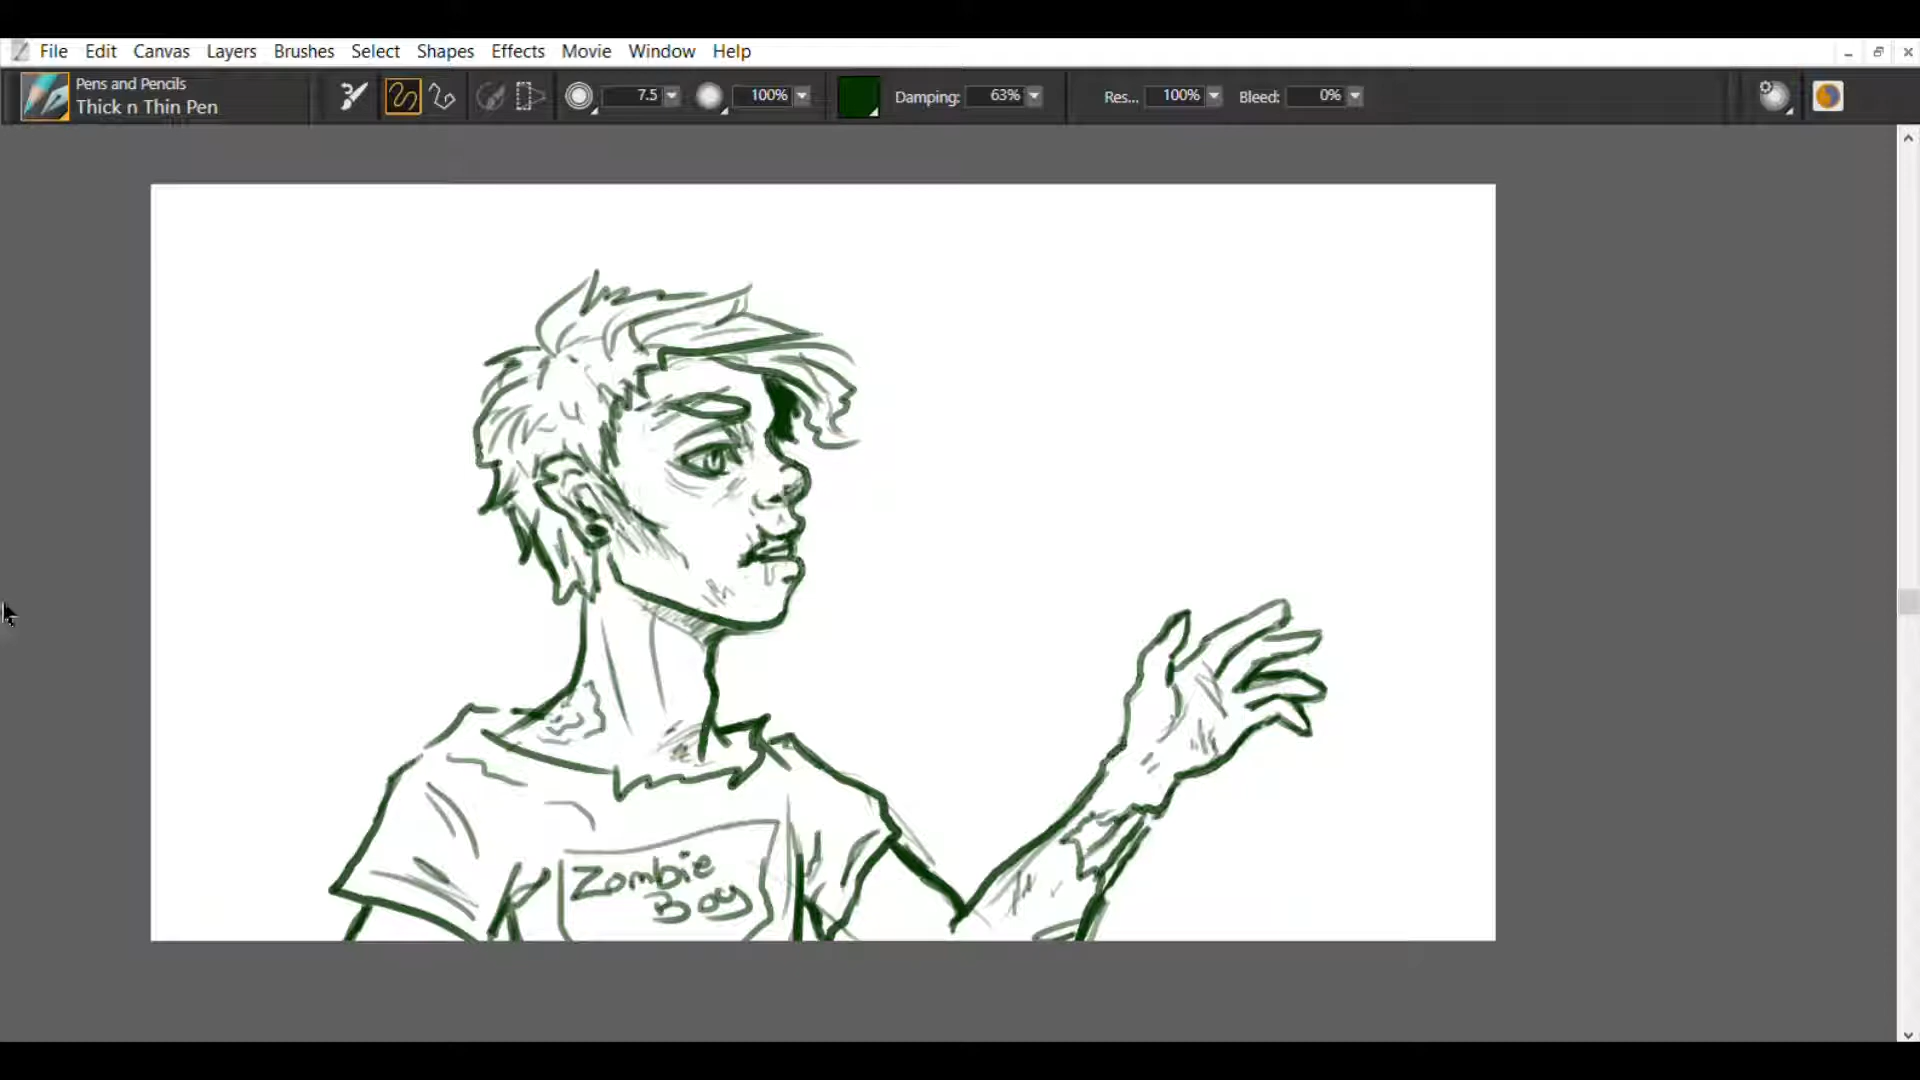 File Edit Canvas Layers Brushes Select Shapes Effects Movie Window Help
Pens and Pencils
Thick n Thin Pen
7.5 100% Damping: 63% Res... 100% Bleed: 0%
Zombie
Boy